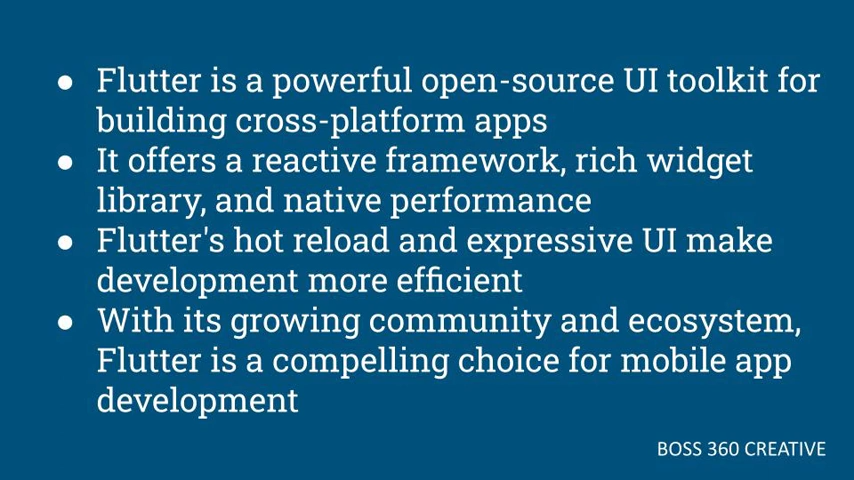 ● Flutter is a powerful open-source UI toolkit for
building cross-platform apps
● It offers a reactive framework, rich widget
library, and native performance
● Flutter's hot reload and expressive UI make
development more efficient
● With its growing community and ecosystem,
Flutter is a compelling choice for mobile app
development
BOSS 360 CREATIVE